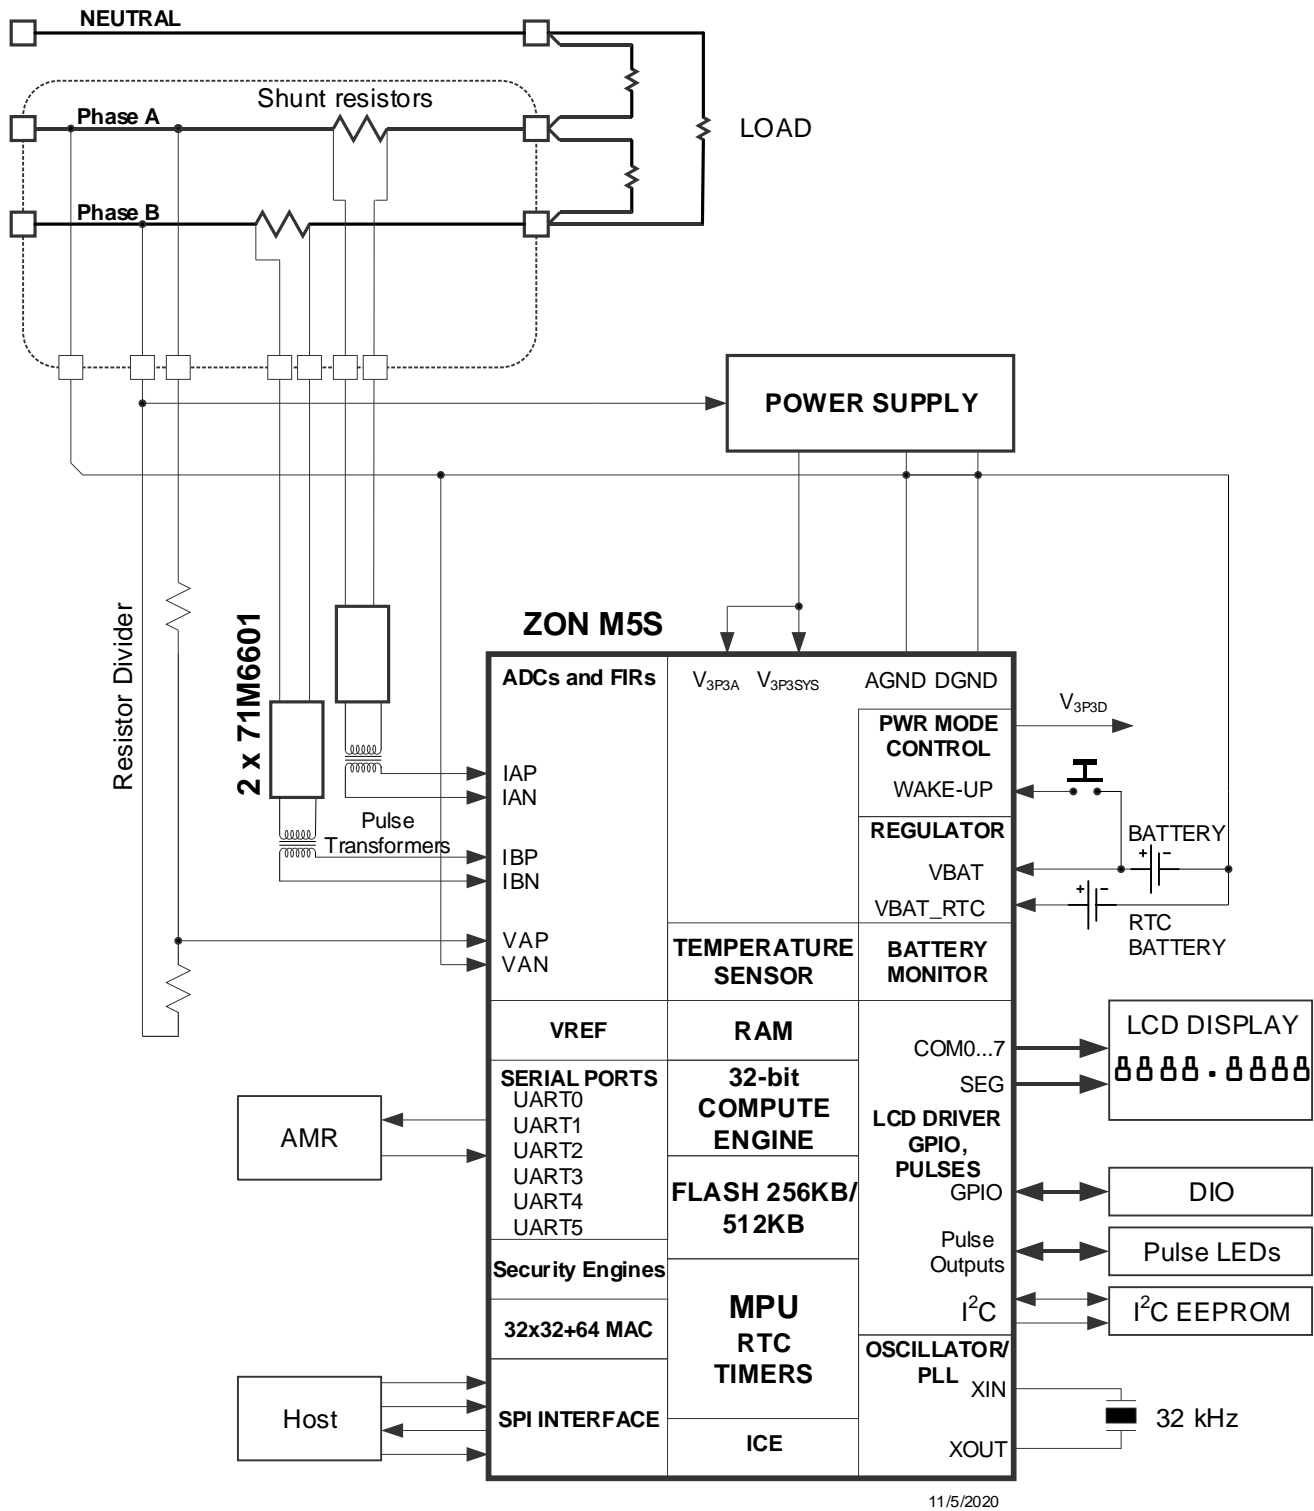 NEUTRAL
Shunt resistors
Phase A
LOAD
Phase B
POWER SUPPLY
Resistor Divider
2 x 71M6601
Pulse
Transformers
ZON M5S
ADCs and FIRs
V3P3A
V3P3SYS
AGND DGND
PWR MODE
CONTROL
V3P3D
WAKE-UP
REGULATOR
BATTERY
+ -
VBAT
VBAT_RTC
+ -
RTC
BATTERY
IAP
IAN
IBP
IBN
VAP
VAN
TEMPERATURE
SENSOR
BATTERY
MONITOR
VREF
RAM
COM0...7
SEG
LCD DISPLAY
8888.8888
SERIAL PORTS
UART0
UART1
UART2
UART3
UART4
UART5
AMR
32-bit
COMPUTE
ENGINE
LCD DRIVER
GPIO,
PULSES
GPIO
DIO
FLASH 256KB/
512KB
Pulse
Outputs
Pulse LEDs
Security Engines
I2C
I2C EEPROM
32x32+64 MAC
MPU
RTC
TIMERS
OSCILLATOR/
PLL
XIN
32 kHz
XOUT
Host
SPI INTERFACE
ICE
11/5/2020